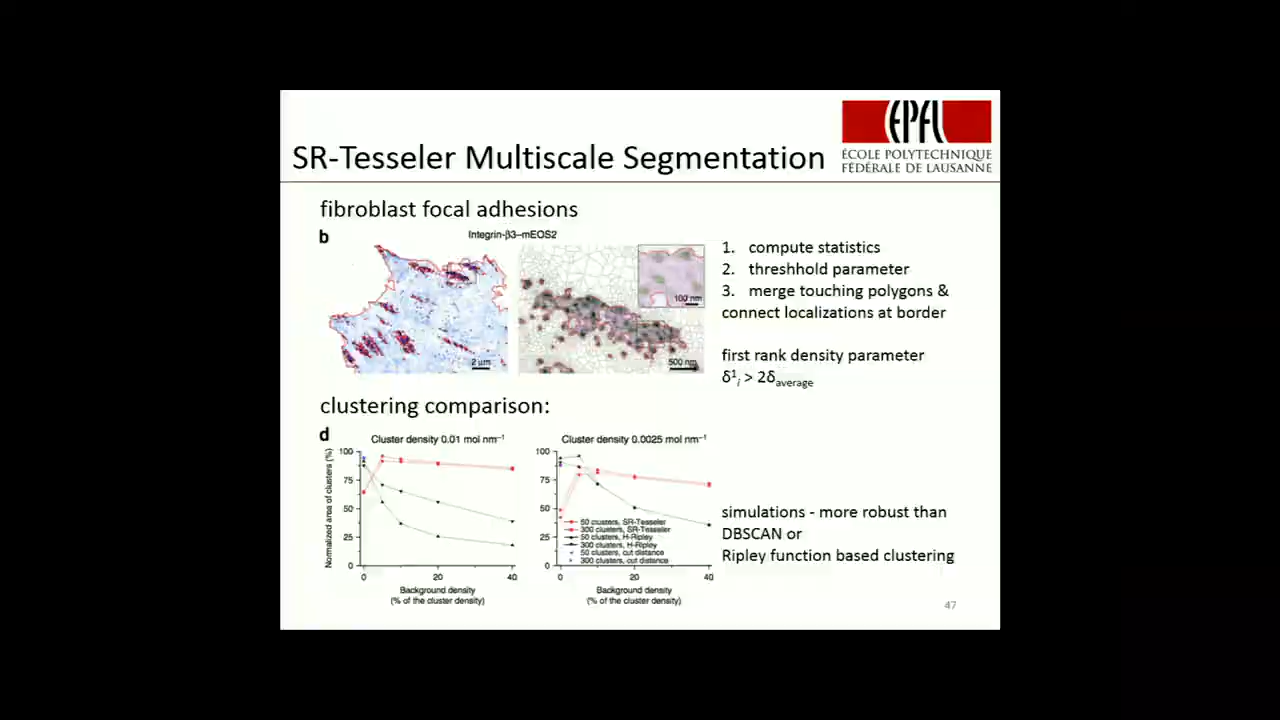 SR-Tesseler Multiscale Segmentation
EPFL
ÉCOLE POLYTECHNIQUE
FÉDÉRALE DE LAUSANNE
fibroblast focal adhesions
b
Integrin-β3–mEOS2
2 μm
100 nm
500 nm
1. compute statistics
2. threshhold parameter
3. merge touching polygons &
connect localizations at border
first rank density parameter
δ¹ᵢ > 2δaverage
clustering comparison:
d
Cluster density 0.01 mol nm⁻¹
Normalized area of clusters (%)
100
75
50
25
0
0 20 40
Background density
(% of the cluster density)
Cluster density 0.0025 mol nm⁻¹
100
75
50
25
0
50 clusters, SR-Tesseler
300 clusters, SR-Tesseler
50 clusters, H-Ripley
300 clusters, H-Ripley
50 clusters, cut distance
300 clusters, cut distance
0 20 40
Background density
(% of the cluster density)
simulations - more robust than
DBSCAN or
Ripley function based clustering
47